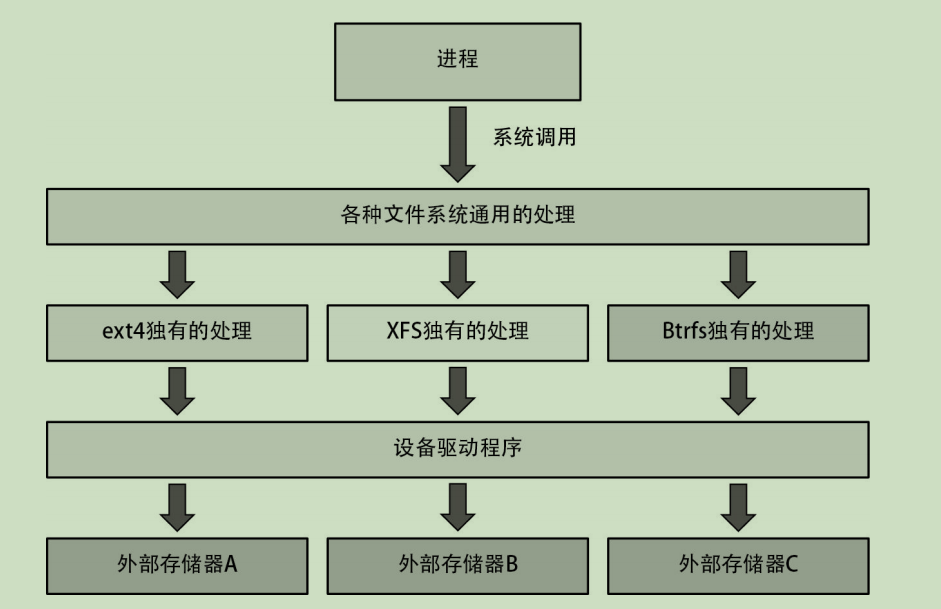 进程
系统调用
各种文件系统通用的处理
ext4独有的处理
XFS独有的处理
Btrfs独有的处理
设备驱动程序
外部存储器A
外部存储器B
外部存储器C